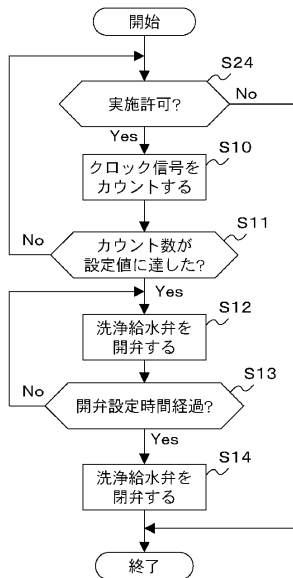 開始
S24
実施許可?
No
Yes
S10
クロック信号を
カウントする
S11
カウント数が
設定値に達した?
No
Yes
S12
洗浄給水弁を
開弁する
S13
No
開弁設定時間経過?
Yes
S14
洗浄給水弁を
閉弁する
終了